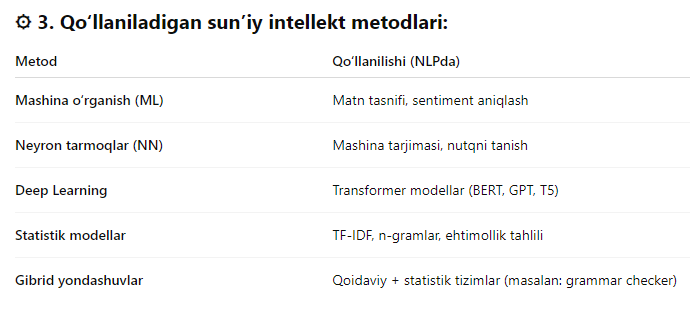 ⚙ 3. Qo‘llaniladigan sun’iy intellekt metodlari:
Metod Qo‘llanilishi (NLPda)
Mashina o‘rganish (ML) Matn tasnifi, sentiment aniqlash
Neyron tarmoqlar (NN) Mashina tarjimasi, nutqni tanish
Deep Learning Transformer modellar (BERT, GPT, T5)
Statistik modellar TF-IDF, n-gramlar, ehtimollik tahlili
Gibrid yondashuvlar Qoidaviy + statistik tizimlar (masalan: grammar checker)